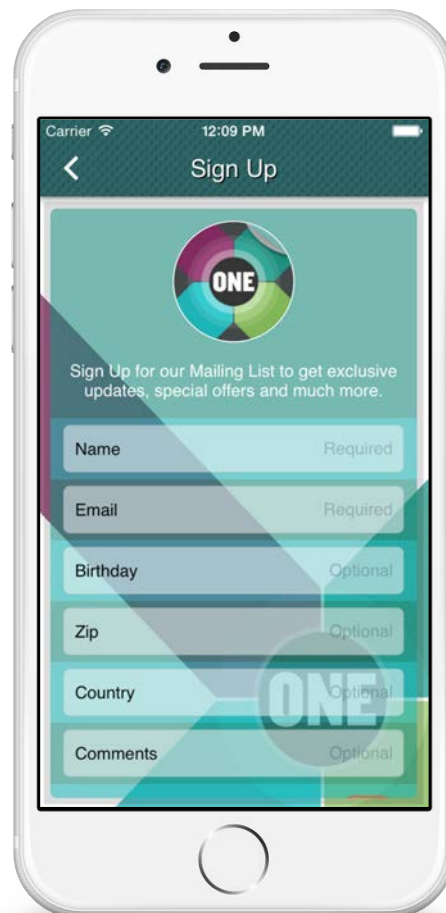 Carrier 12:09 PM
Sign Up
ONE
Sign Up for our Mailing List to get exclusive
updates, special offers and much more.
Name Required
Email Required
Birthday Optional
Zip Optional
Country Optional
ONE
Comments Optional